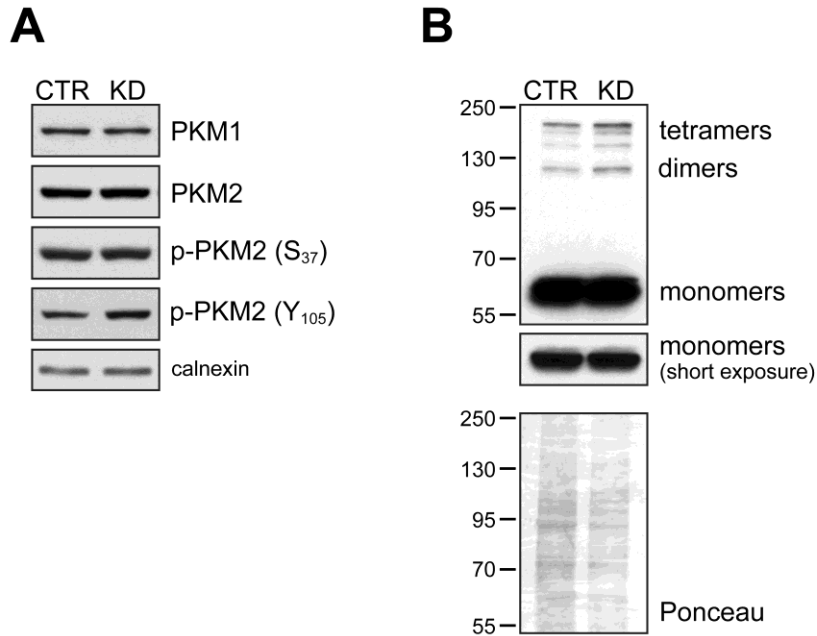 A
CTR KD
PKM1
PKM2
p-PKM2 (S37)
p-PKM2 (Y105)
calnexin
B
CTR KD
250
tetramers
130
dimers
95
70
monomers
55
monomers
(short exposure)
250
130
95
70
Ponceau
55